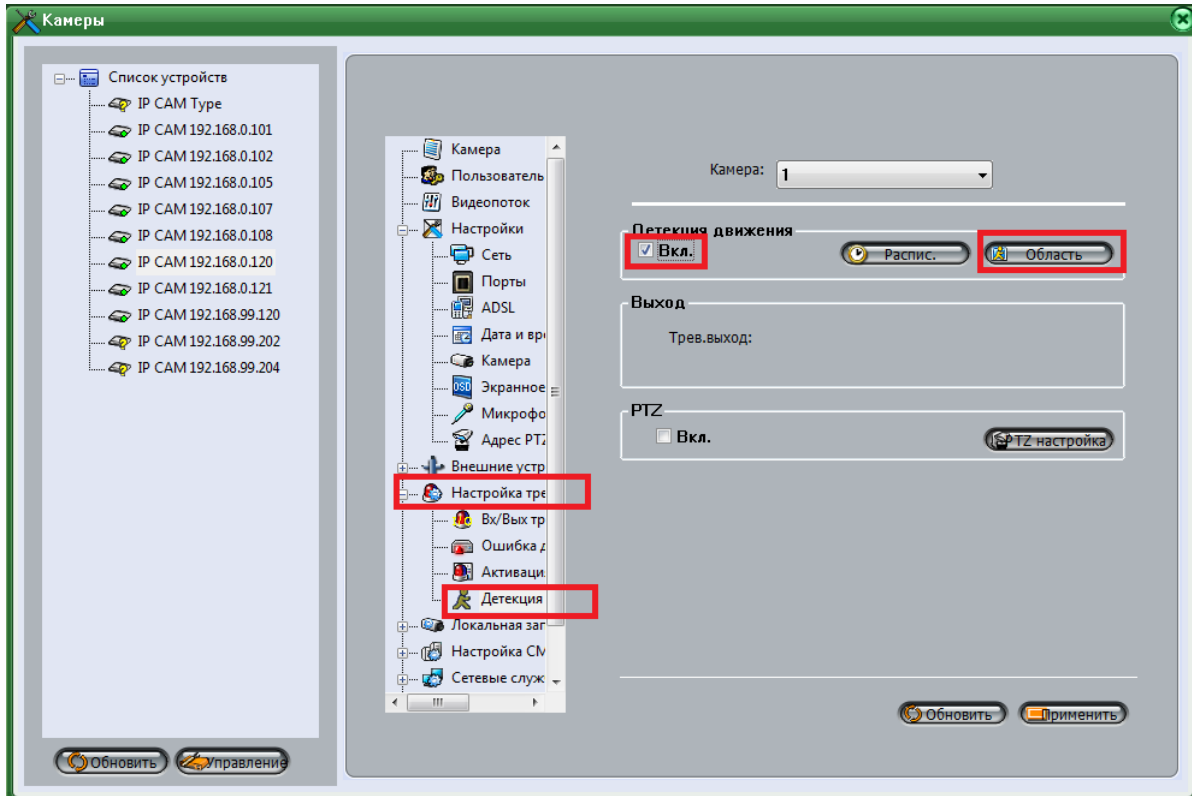 Камеры
Список устройств
IP CAM Type
IP CAM 192.168.0.101
IP CAM 192.168.0.102
IP CAM 192.168.0.105
IP CAM 192.168.0.107
IP CAM 192.168.0.108
IP CAM 192.168.0.120
IP CAM 192.168.0.121
IP CAM 192.168.99.120
IP CAM 192.168.99.202
IP CAM 192.168.99.204
Обновить Управление
Камера
Пользователь
Видеопоток
Настройки
Сеть
Порты
ADSL
Дата и вре
Камера
OSD Экранное
Микрофо
Адрес PTZ
Внешние устр
Настройка тре
Вх/Вых тр
Ошибка д
Активаци
Детекция
Локальная заг
Настройка СМ
Сетевые служ
Камера: 1
Детекция движения
Вкл. Распис. Область
Выход
Трев.выход:
PTZ
Вкл. PTZ настройка
Обновить Применить